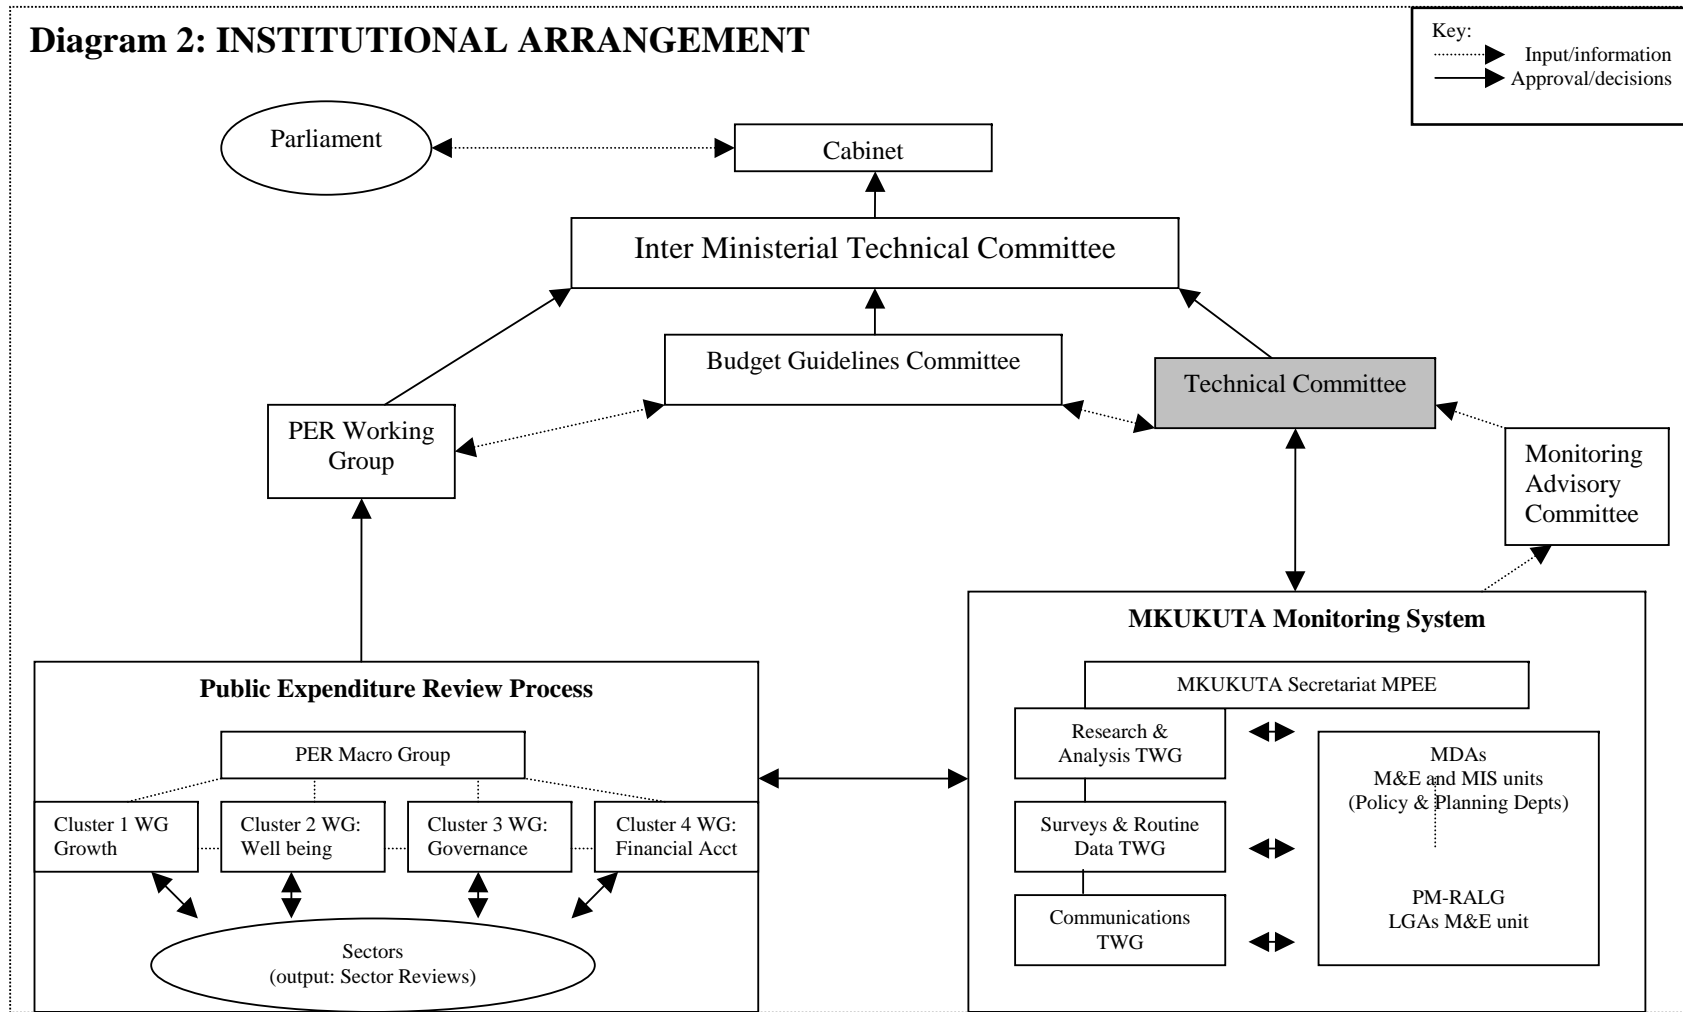 Diagram 2: INSTITUTIONAL ARRANGEMENT
Key:
Input/information
Approval/decisions
Parliament
Cabinet
Inter Ministerial Technical Committee
Budget Guidelines Committee
Technical Committee
PER Working
Group
Monitoring
Advisory
Committee
Public Expenditure Review Process
PER Macro Group
Cluster 1 WG
Growth
Cluster 2 WG:
Well being
Cluster 3 WG:
Governance
Cluster 4 WG:
Financial Acct
Sectors
(output: Sector Reviews)
MKUKUTA Monitoring System
MKUKUTA Secretariat MPEE
Research &
Analysis TWG
Surveys & Routine
Data TWG
Communications
TWG
MDAs
M&E and MIS units
(Policy & Planning Depts)
PM-RALG
LGAs M&E unit